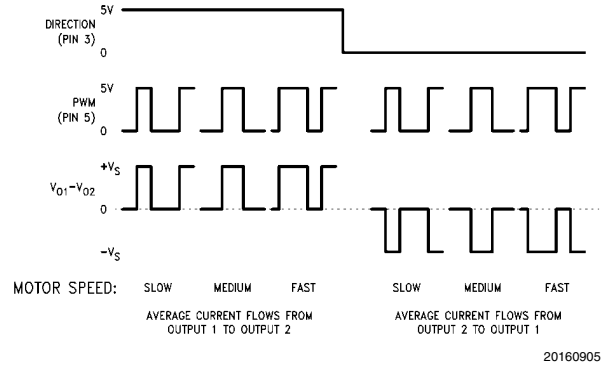 5V
DIRECTION
(PIN 3)
0
5V
PWM
(PIN 5)
0
+VS
VO1−VO2
0
−VS
MOTOR SPEED: SLOW MEDIUM FAST SLOW MEDIUM FAST
AVERAGE CURRENT FLOWS FROM
OUTPUT 1 TO OUTPUT 2
AVERAGE CURRENT FLOWS FROM
OUTPUT 2 TO OUTPUT 1
20160905